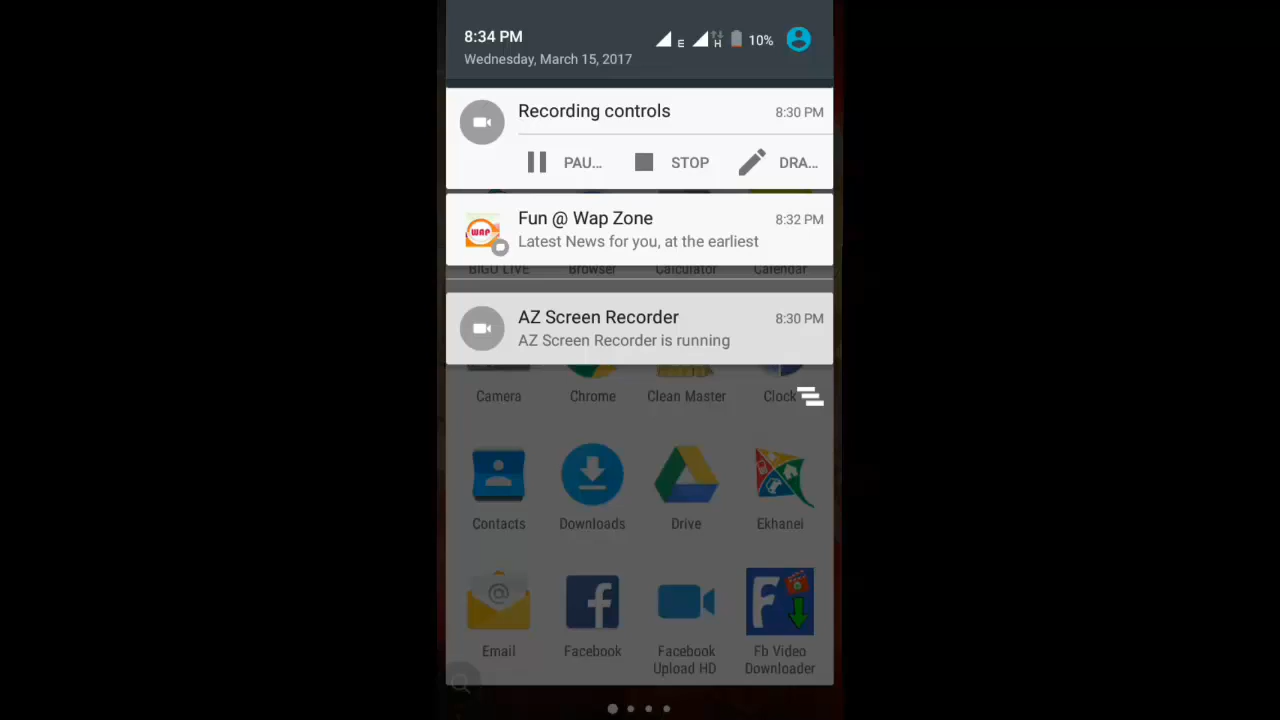 8:34 PM
E H 10%
Wednesday, March 15, 2017
Recording controls 8:30 PM
PAU... STOP DRA...
WAP
Fun @ Wap Zone 8:32 PM
Latest News for you, at the earliest
BIGO LIVE Browser Calculator Calendar
AZ Screen Recorder 8:30 PM
AZ Screen Recorder is running
Camera Chrome Clean Master Clock
Contacts Downloads Drive Ekhanei
Email Facebook Facebook Upload HD Fb Video Downloader